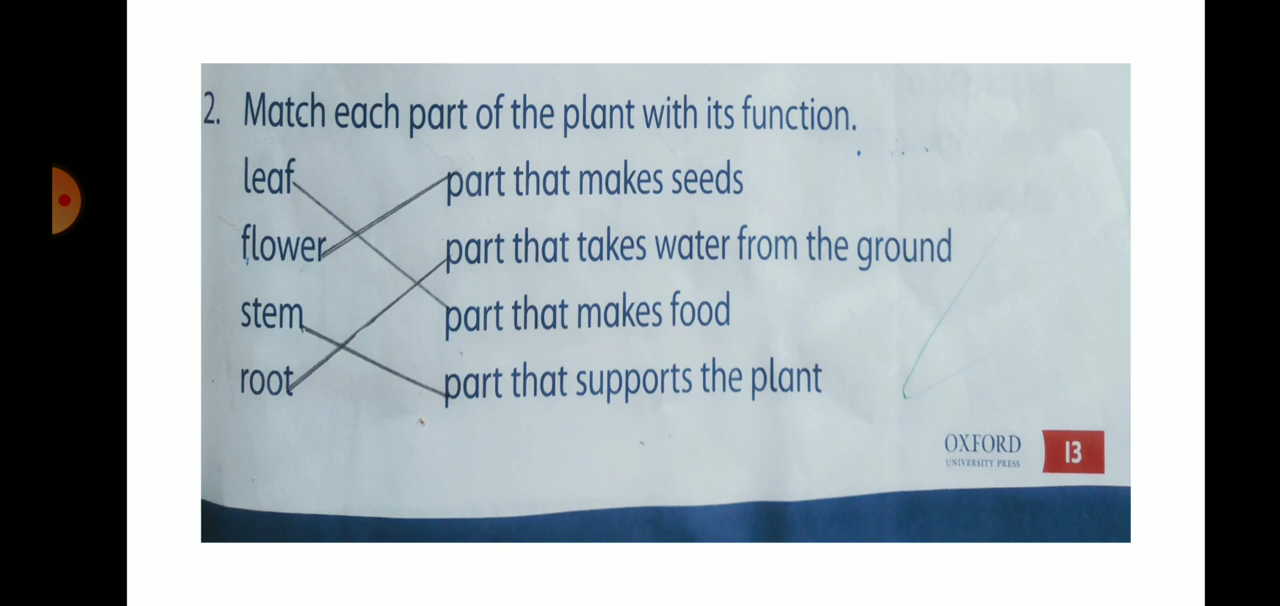 2. Match each part of the plant with its function.
leaf part that makes seeds
flower part that takes water from the ground
stem part that makes food
root part that supports the plant
OXFORD
UNIVERSITY PRESS
13